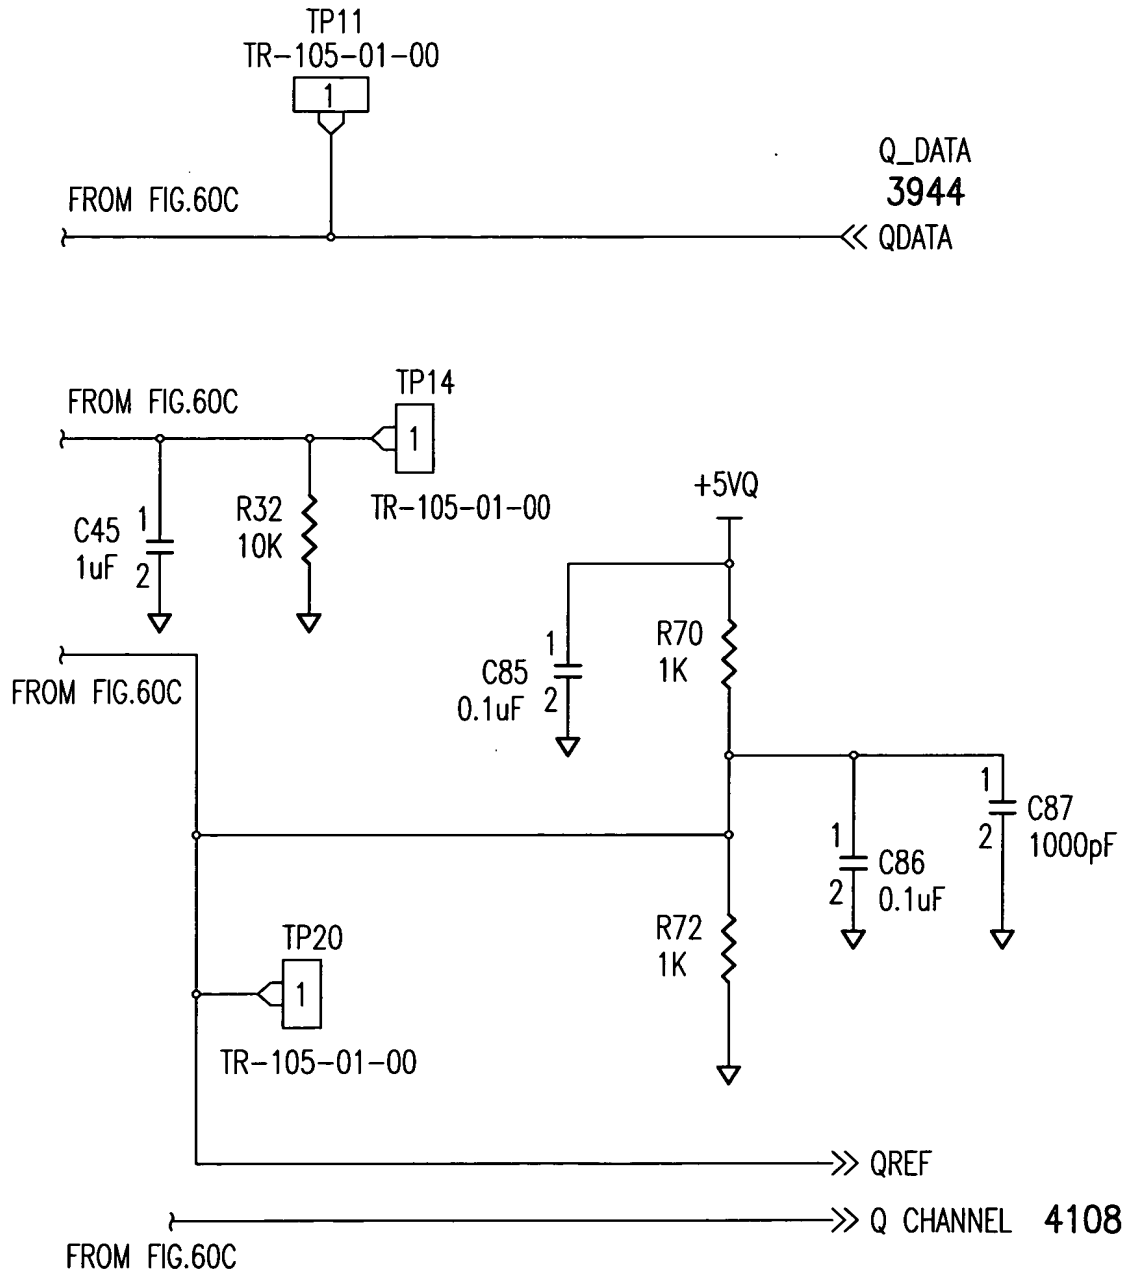 TP11
TR-105-01-00
1
Q_DATA
3944
FROM FIG.60C
QDATA
FROM FIG.60C
TP14
1
TR-105-01-00
C45
1uF
1
2
R32
10K
+5VQ
FROM FIG.60C
C85
0.1uF
1
2
R70
1K
C87
1000pF
1
2
C86
0.1uF
1
2
R72
1K
TP20
1
TR-105-01-00
QREF
Q CHANNEL 4108
FROM FIG.60C